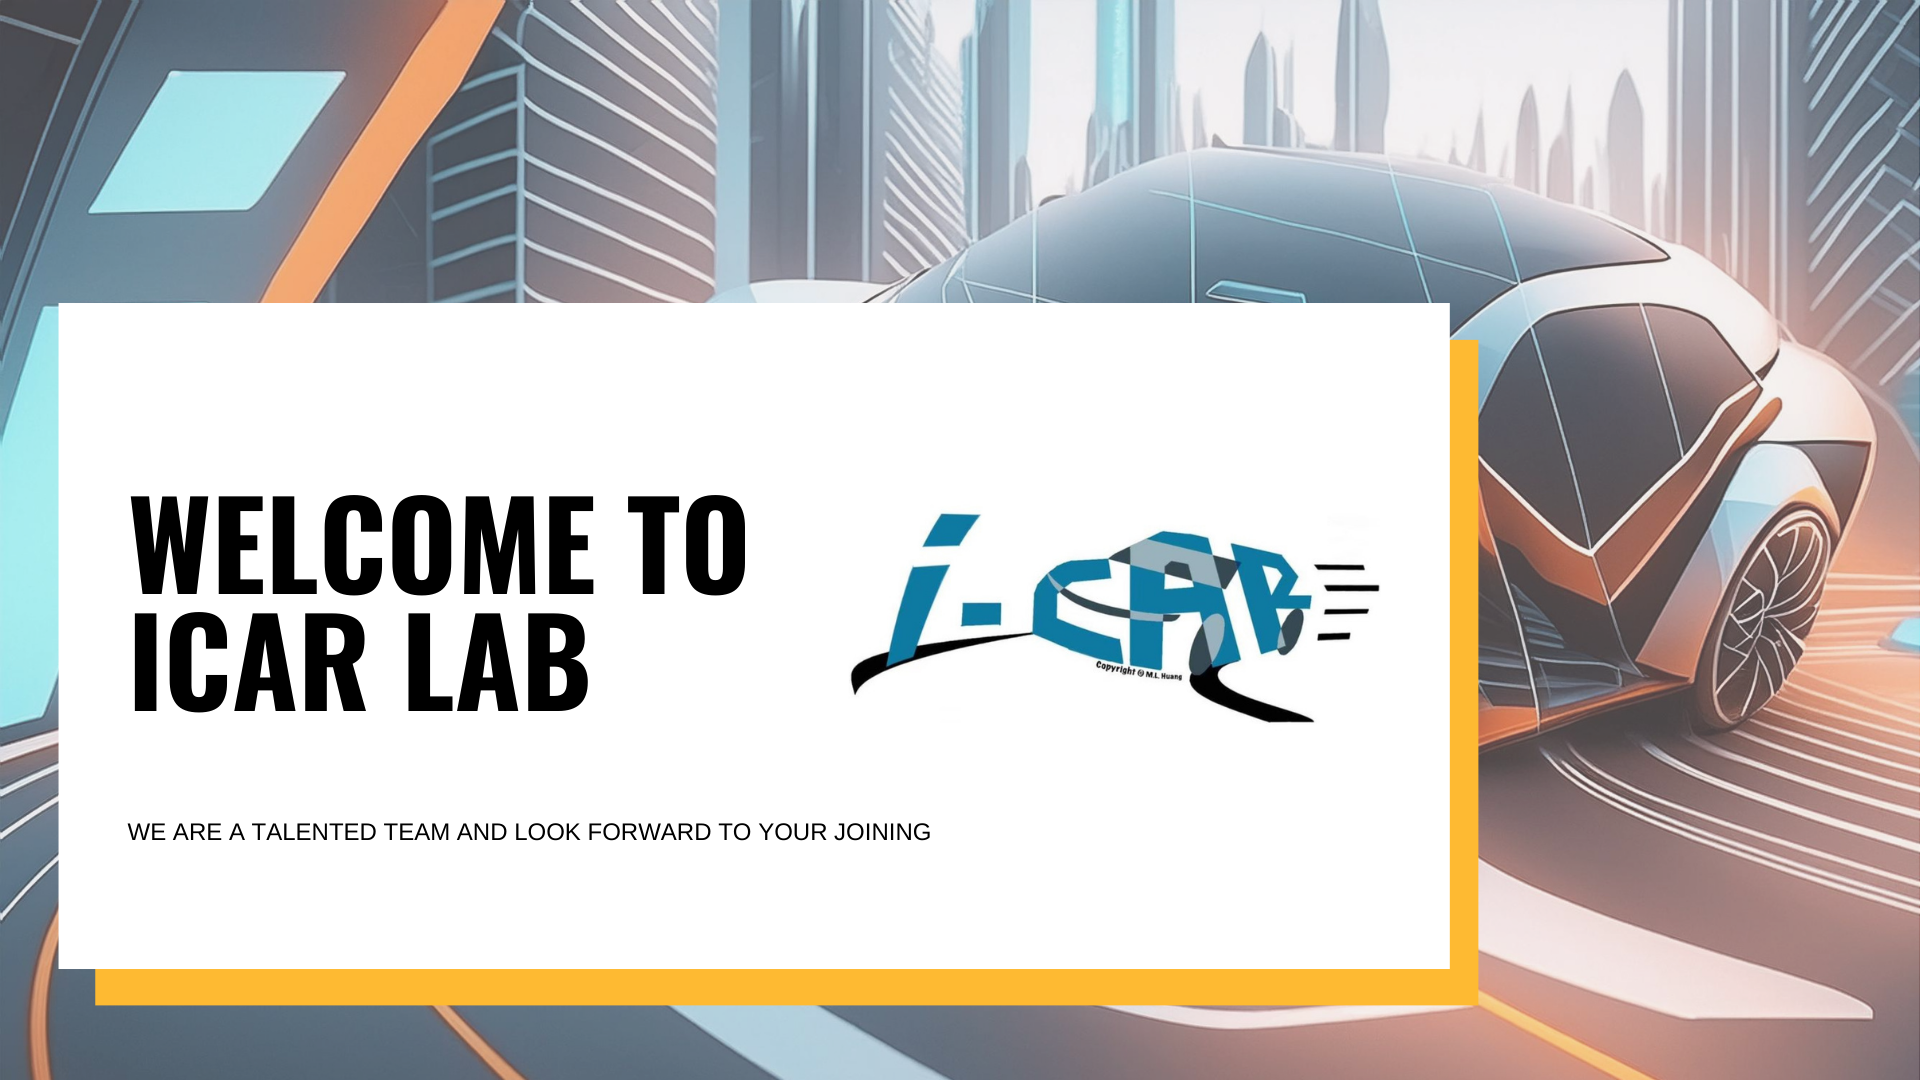 WELCOME TO
ICAR LAB
i-CAR
Copyright @ M.L. Huang
WE ARE A TALENTED TEAM AND LOOK FORWARD TO YOUR JOINING